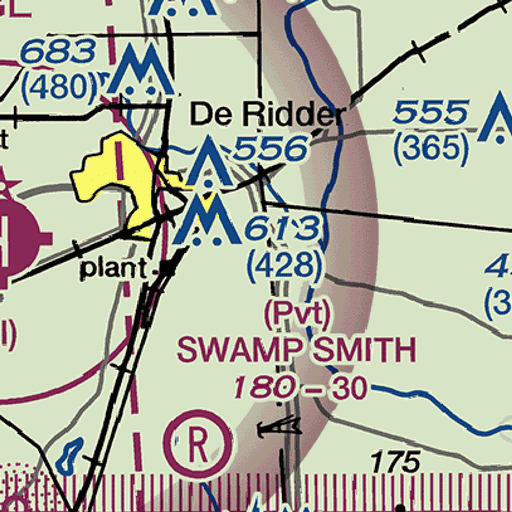 683
(480)
De Ridder
555
(365)
556
613
(428)
plant
(Pvt)
SWAMP SMITH
180 – 30
R
175